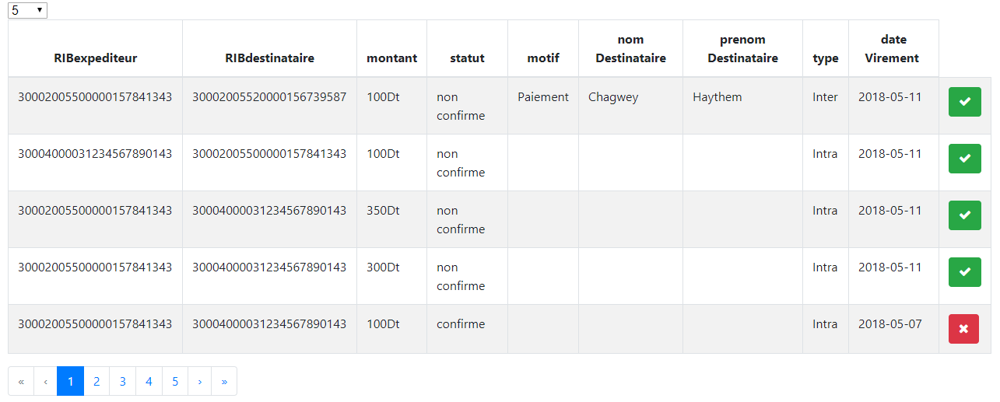 5
RIBexpediteur RIBdestinataire montant statut motif nom Destinataire prenom Destinataire type date Virement
30002005500000157841343 30002005520000156739587 100Dt non confirme Paiement Chagwey Haythem Inter 2018-05-11
30004000031234567890143 30002005500000157841343 100Dt non confirme Intra 2018-05-11
30002005500000157841343 30004000031234567890143 350Dt non confirme Intra 2018-05-11
30002005500000157841343 30004000031234567890143 300Dt non confirme Intra 2018-05-11
30002005500000157841343 30004000031234567890143 100Dt confirme Intra 2018-05-07
« ‹ 1 2 3 4 5 › »